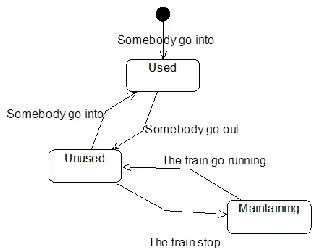 Somebody go into
Used
Somebody go into
Somebody go out
Unused
The train go running
Maintaining
The train stop